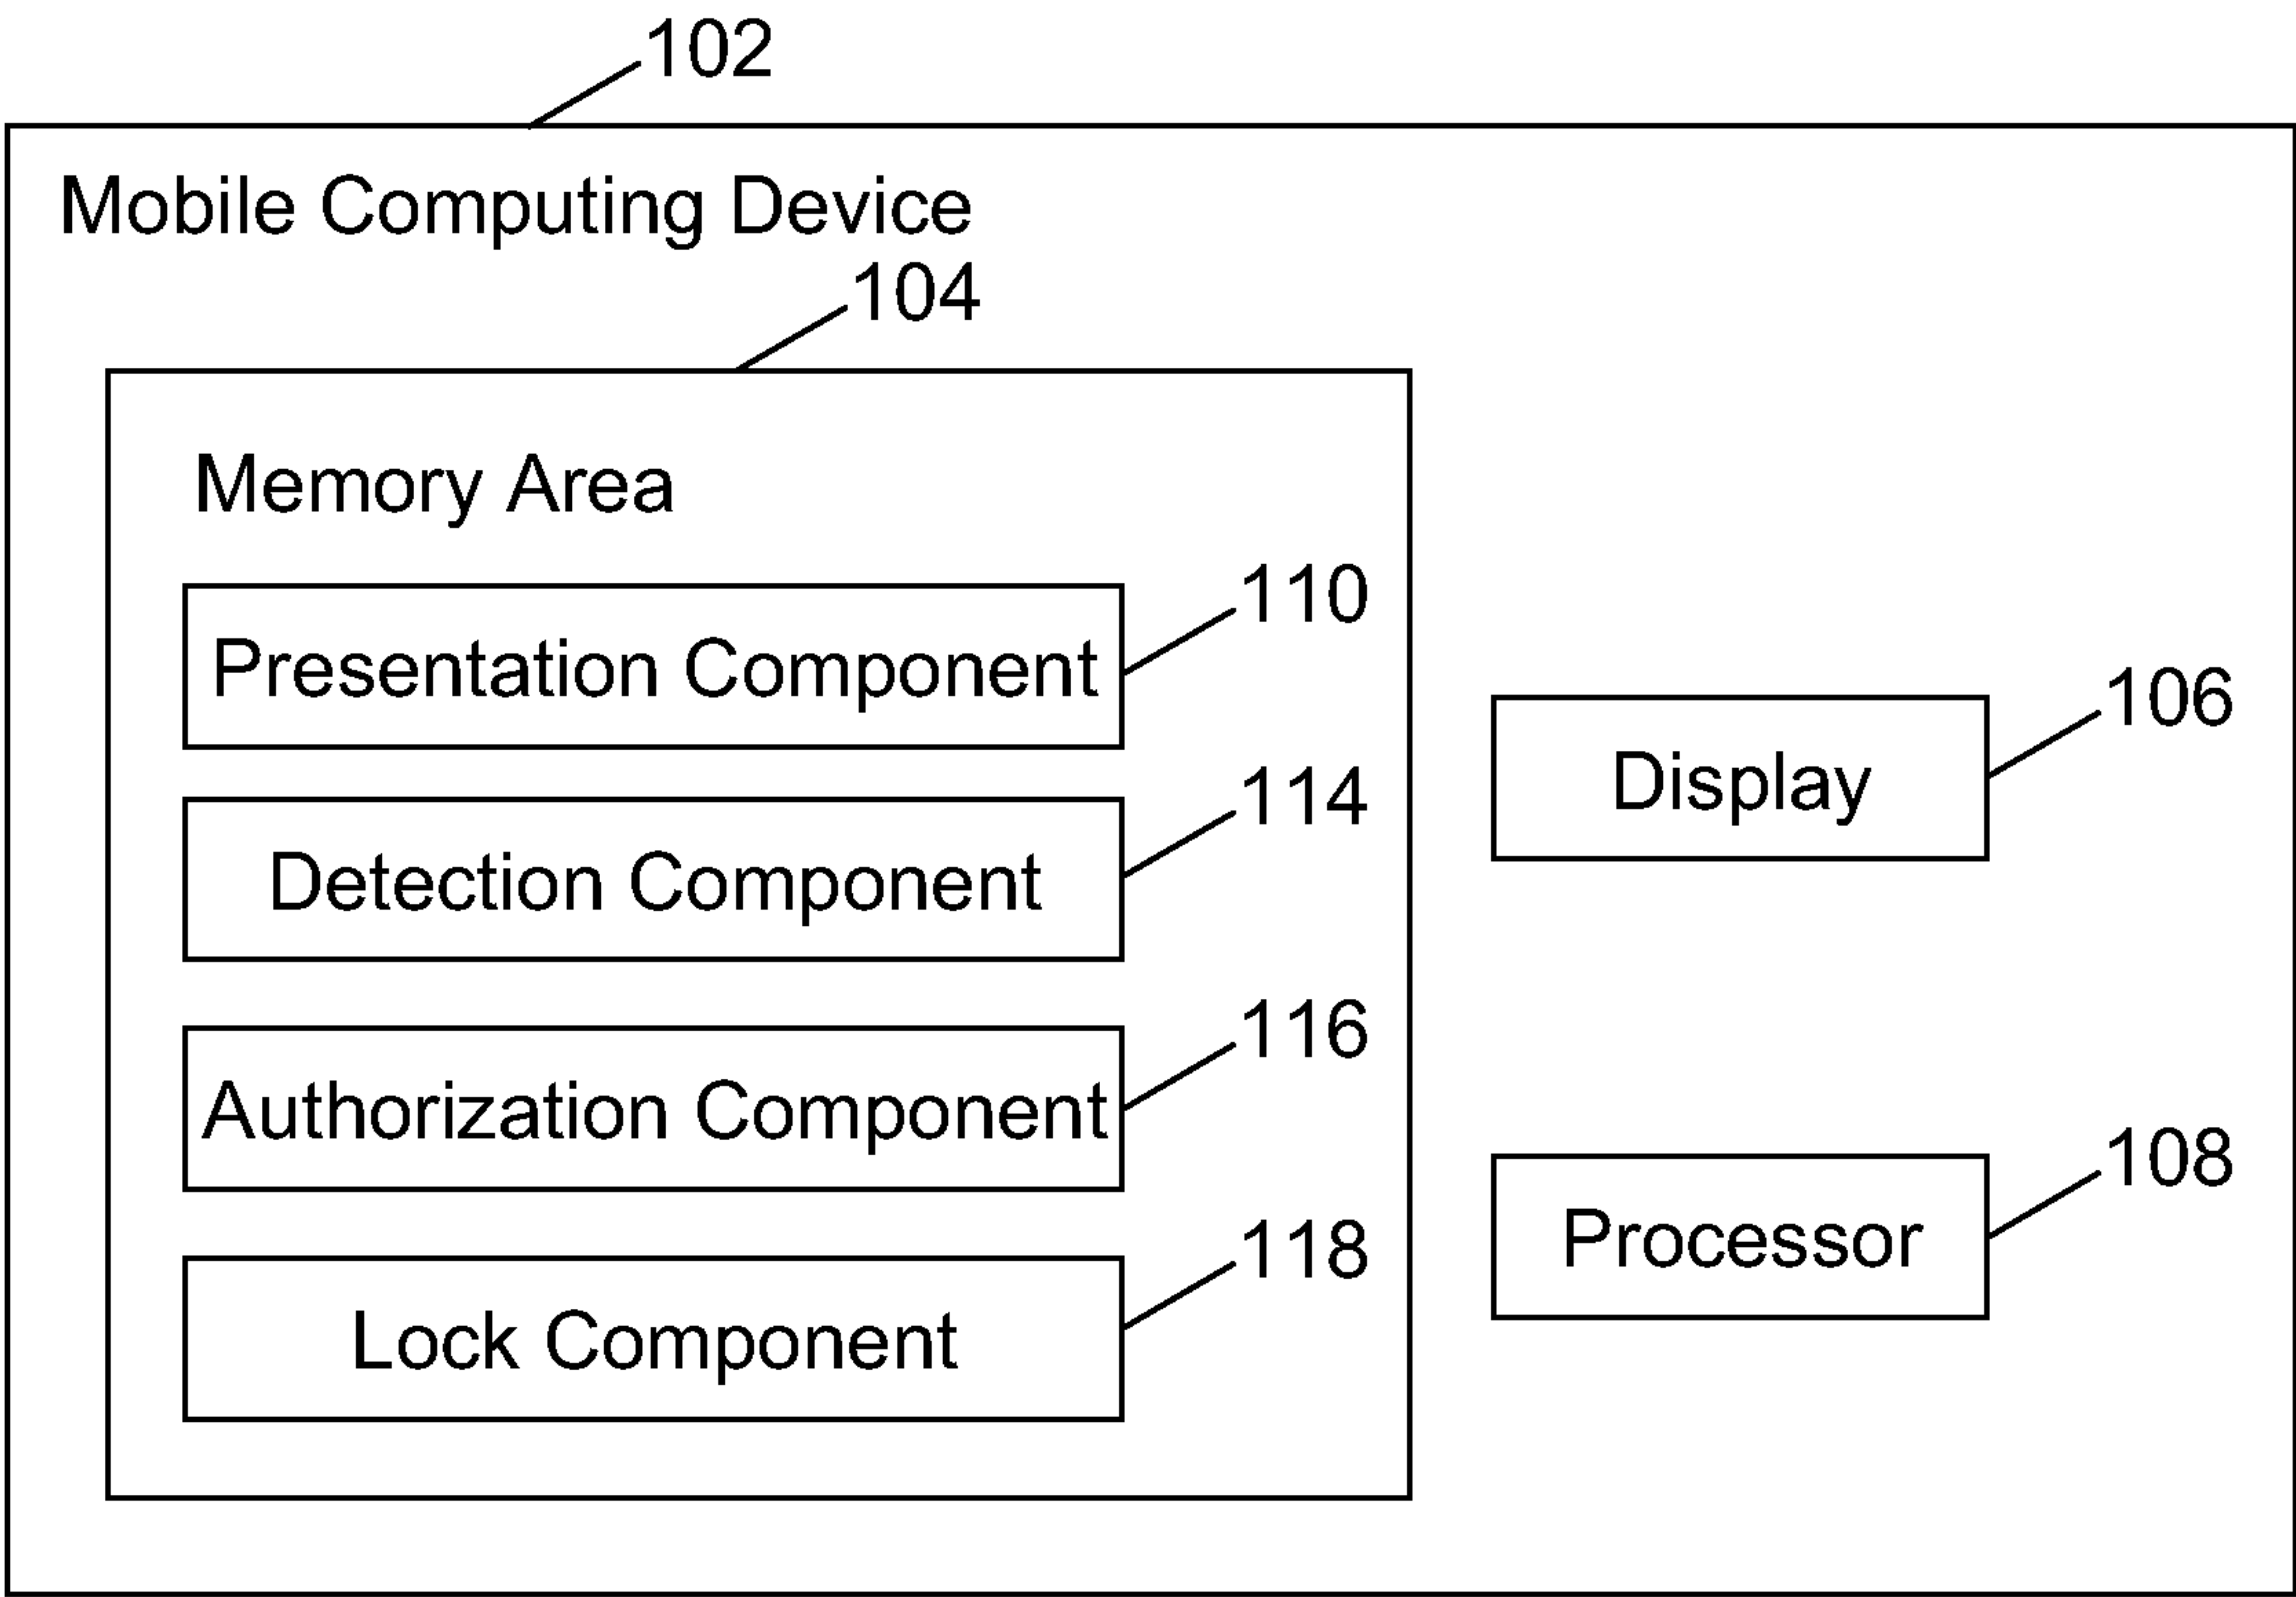 102
Mobile Computing Device
104
Memory Area
110
Presentation Component
114
Detection Component
116
Authorization Component
118
Lock Component
106
Display
108
Processor